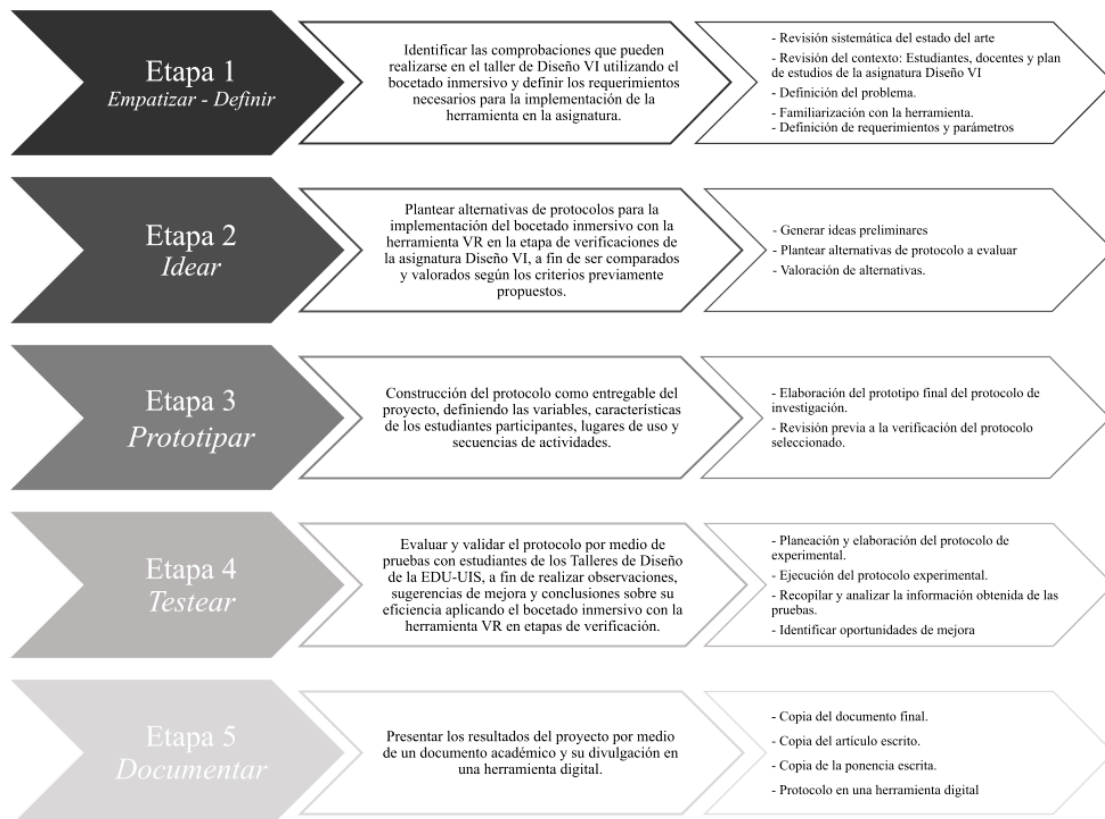 Etapa 1
Empatizar - Definir
Identificar las comprobaciones que pueden
realizarse en el taller de Diseño VI utilizando el
bocetado inmersivo y definir los requerimientos
necesarios para la implementación de la
herramienta en la asignatura.
- Revisión sistemática del estado del arte
- Revisión del contexto: Estudiantes, docentes y plan
de estudios de la asignatura Diseño VI
- Definición del problema.
- Familiarización con la herramienta.
- Definición de requerimientos y parámetros
Etapa 2
Idear
Plantear alternativas de protocolos para la
implementación del bocetado inmersivo con la
herramienta VR en la etapa de verificaciones de
la asignatura Diseño VI, a fin de ser comparados
y valorados según los criterios previamente
propuestos.
- Generar ideas preliminares
- Plantear alternativas de protocolo a evaluar
- Valoración de alternativas.
Etapa 3
Prototipar
Construcción del protocolo como entregable del
proyecto, definiendo las variables, características
de los estudiantes participantes, lugares de uso y
secuencias de actividades.
- Elaboración del prototipo final del protocolo de
investigación.
- Revisión previa a la verificación del protocolo
seleccionado.
Etapa 4
Testear
Evaluar y validar el protocolo por medio de
pruebas con estudiantes de los Talleres de Diseño
de la EDU-UIS, a fin de realizar observaciones,
sugerencias de mejora y conclusiones sobre su
eficiencia aplicando el bocetado inmersivo con la
herramienta VR en etapas de verificación.
- Planeación y elaboración del protocolo de
experimental.
- Ejecución del protocolo experimental.
- Recopilar y analizar la información obtenida de las
pruebas.
- Identificar oportunidades de mejora
Etapa 5
Documentar
Presentar los resultados del proyecto por medio
de un documento académico y su divulgación en
una herramienta digital.
- Copia del documento final.
- Copia del artículo escrito.
- Copia de la ponencia escrita.
- Protocolo en una herramienta digital